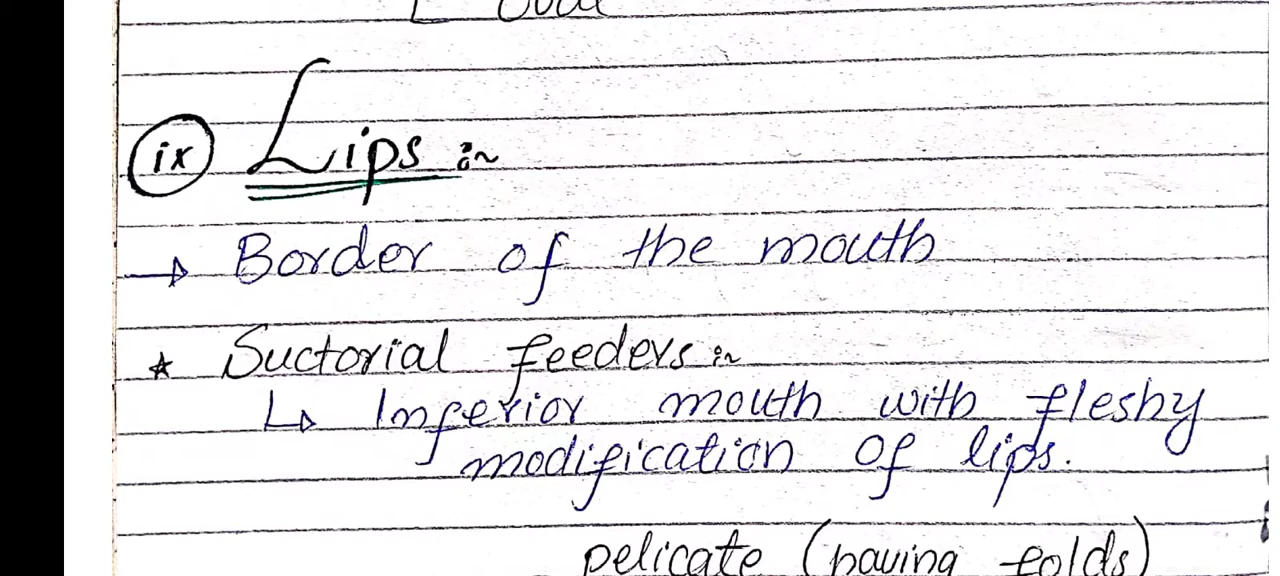 ix Lips :~
→ Border of the mouth
* Suctorial feeders :~
↳ Inferior mouth with fleshy
modification of lips.
pelicate (having folds)